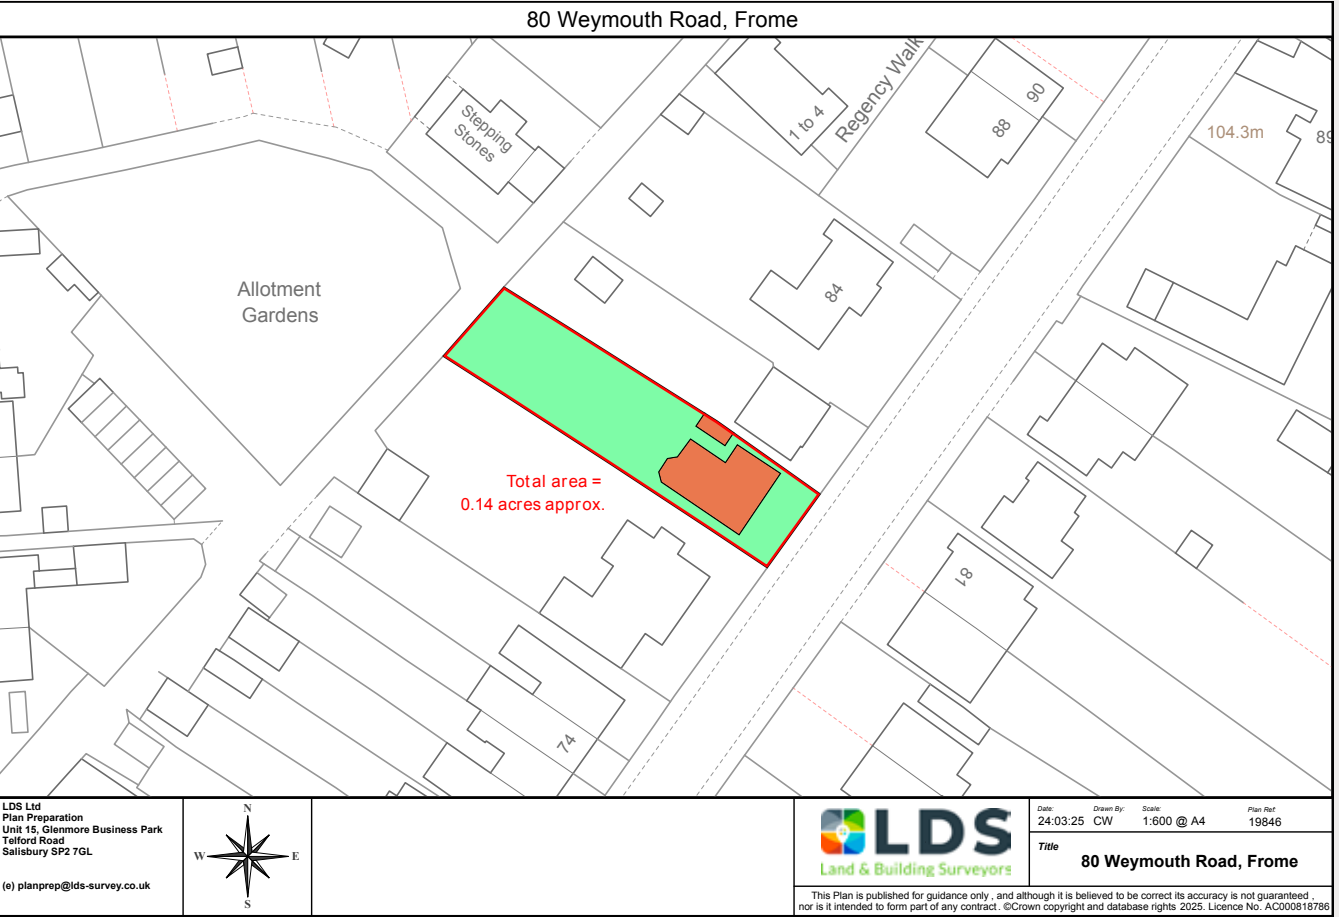 80 Weymouth Road, Frome
Stepping
Stones
1 to 4
Regency Walk
90
88
104.3m
89
Allotment
Gardens
84
Total area =
0.14 acres approx.
81
74
LDS Ltd
Plan Preparation
Unit 15, Glenmore Business Park
Telford Road
Salisbury SP2 7GL
(e) planprep@lds-survey.co.uk
N
W
E
S
LDS
Land & Building Surveyors
Date: Drawn By: Scale: Plan Ref:
24:03:25 CW 1:600 @ A4 19846
Title
80 Weymouth Road, Frome
This Plan is published for guidance only , and although it is believed to be correct its accuracy is not guaranteed ,
nor is it intended to form part of any contract . ©Crown copyright and database rights 2025. Licence No. AC000818786